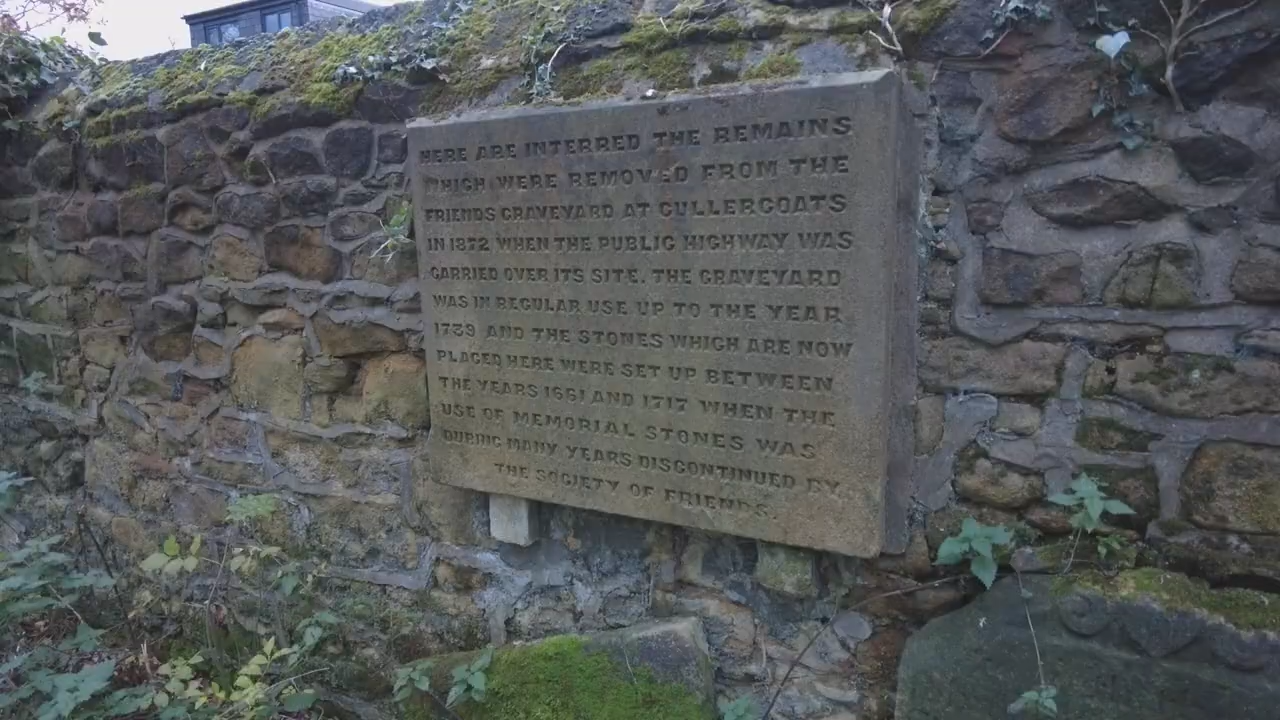 HERE ARE INTERRED THE REMAINS
WHICH WERE REMOVED FROM THE
FRIENDS GRAVEYARD AT CULLERCOATS
IN 1872 WHEN THE PUBLIC HIGHWAY WAS
CARRIED OVER ITS SITE. THE GRAVEYARD
WAS IN REGULAR USE UP TO THE YEAR
1739 AND THE STONES WHICH ARE NOW
PLACED HERE WERE SET UP BETWEEN
THE YEARS 1661 AND 1717 WHEN THE
USE OF MEMORIAL STONES WAS
DURING MANY YEARS DISCONTINUED BY
THE SOCIETY OF FRIENDS.